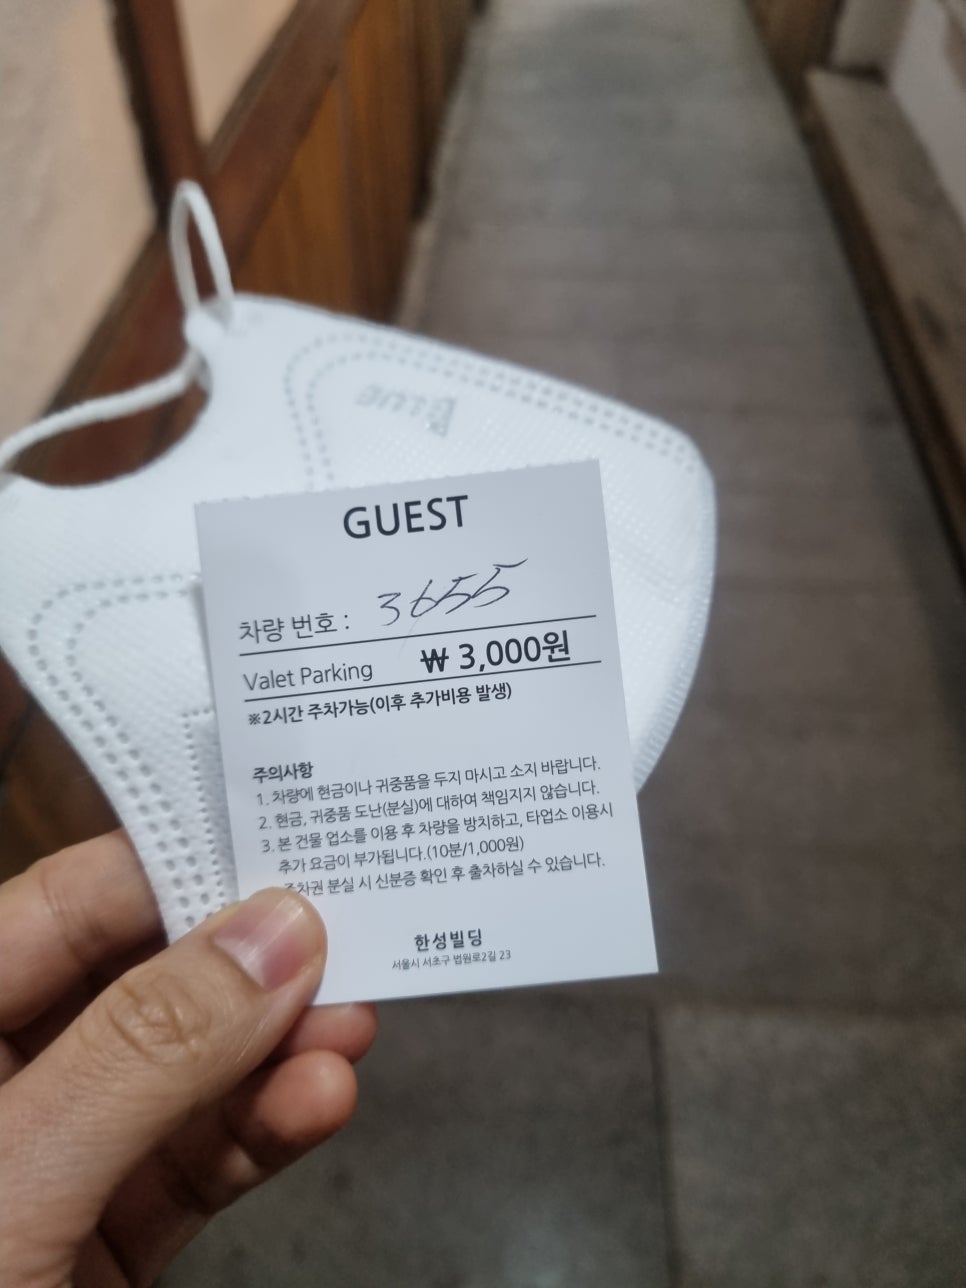 GUEST
차량 번호 : 3655
Valet Parking ₩ 3,000원
※2시간 주차가능(이후 추가비용 발생)
주의사항
1. 차량에 현금이나 귀중품을 두지 마시고 소지 바랍니다.
2. 현금, 귀중품 도난(분실)에 대하여 책임지지 않습니다.
3. 본 건물 업소를 이용 후 차량을 방치하고, 타업소 이용시
추가 요금이 부가됩니다.(10분/1,000원)
주차권 분실 시 신분증 확인 후 출차하실 수 있습니다.
한성빌딩
서울시 서초구 법원로2길 23